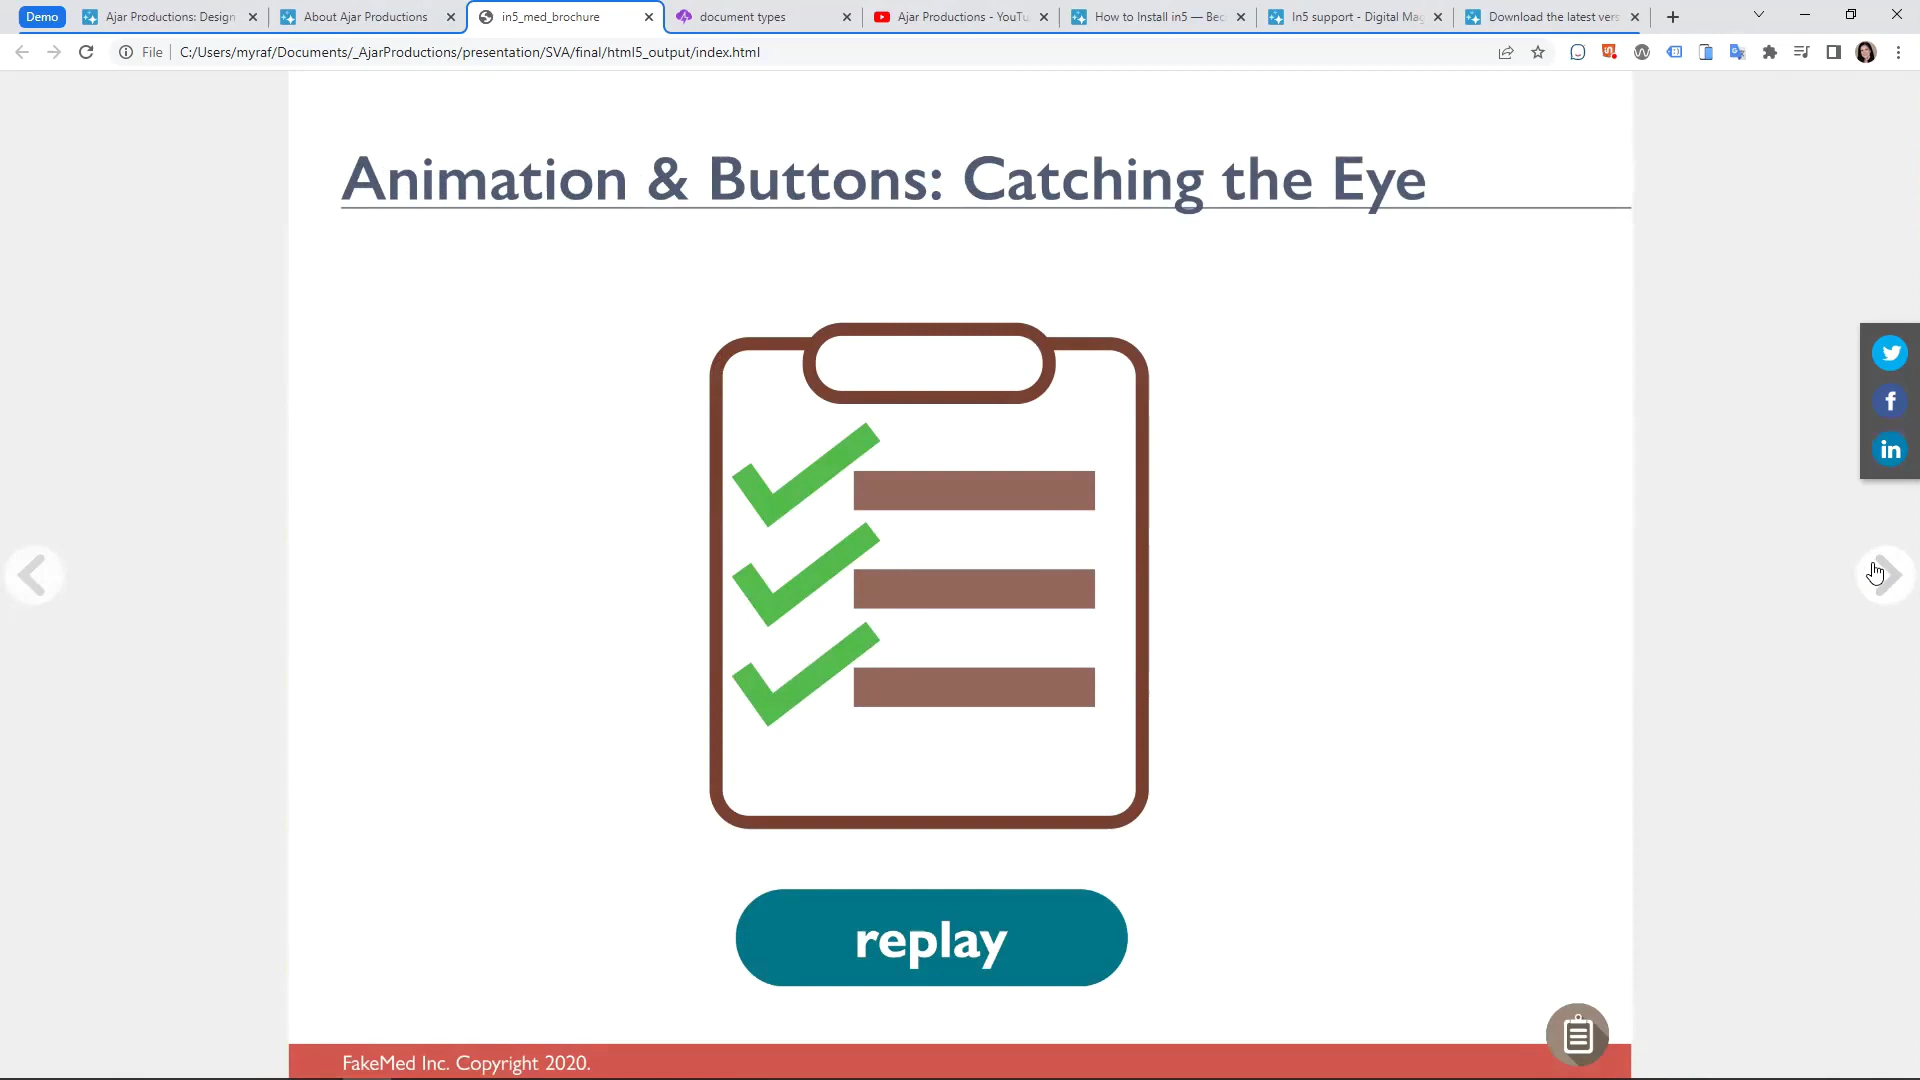 Demo
Ajar Productions: Design
About Ajar Productions
in5_med_brochure
document types
Ajar Productions - YouTu
How to Install in5 — Bec
In5 support - Digital Mag
Download the latest vers
File
C:/Users/myraf/Documents/_AjarProductions/presentation/SVA/final/html5_output/index.html
Animation & Buttons: Catching the Eye
replay
FakeMed Inc. Copyright 2020.